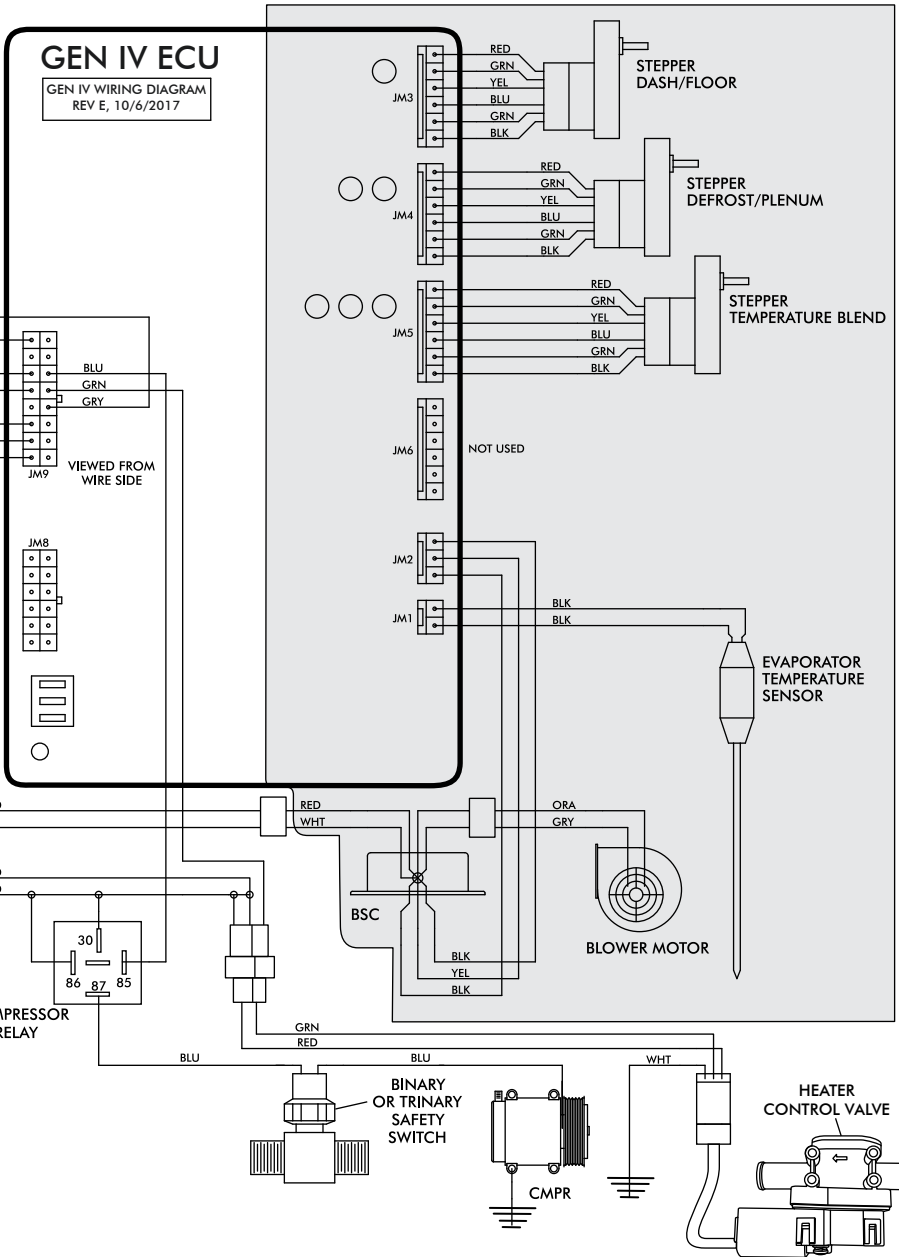 GEN IV ECU
GEN IV WIRING DIAGRAM
REV E, 10/6/2017
JM3
RED
GRN
YEL
BLU
GRN
BLK
STEPPER
DASH/FLOOR
JM4
RED
GRN
YEL
BLU
GRN
BLK
STEPPER
DEFROST/PLENUM
JM5
RED
GRN
YEL
BLU
GRN
BLK
STEPPER
TEMPERATURE BLEND
BLU
GRN
GRY
JM9
VIEWED FROM
WIRE SIDE
JM6
NOT USED
JM8
JM2
JM1
BLK
BLK
EVAPORATOR
TEMPERATURE
SENSOR
RED
WHT
ORA
GRY
BSC
BLOWER MOTOR
BLK
YEL
BLK
30
86
87
85
MPRESSOR
RELAY
GRN
RED
BLU
BLU
WHT
BINARY
OR TRINARY
SAFETY
SWITCH
CMPR
HEATER
CONTROL VALVE